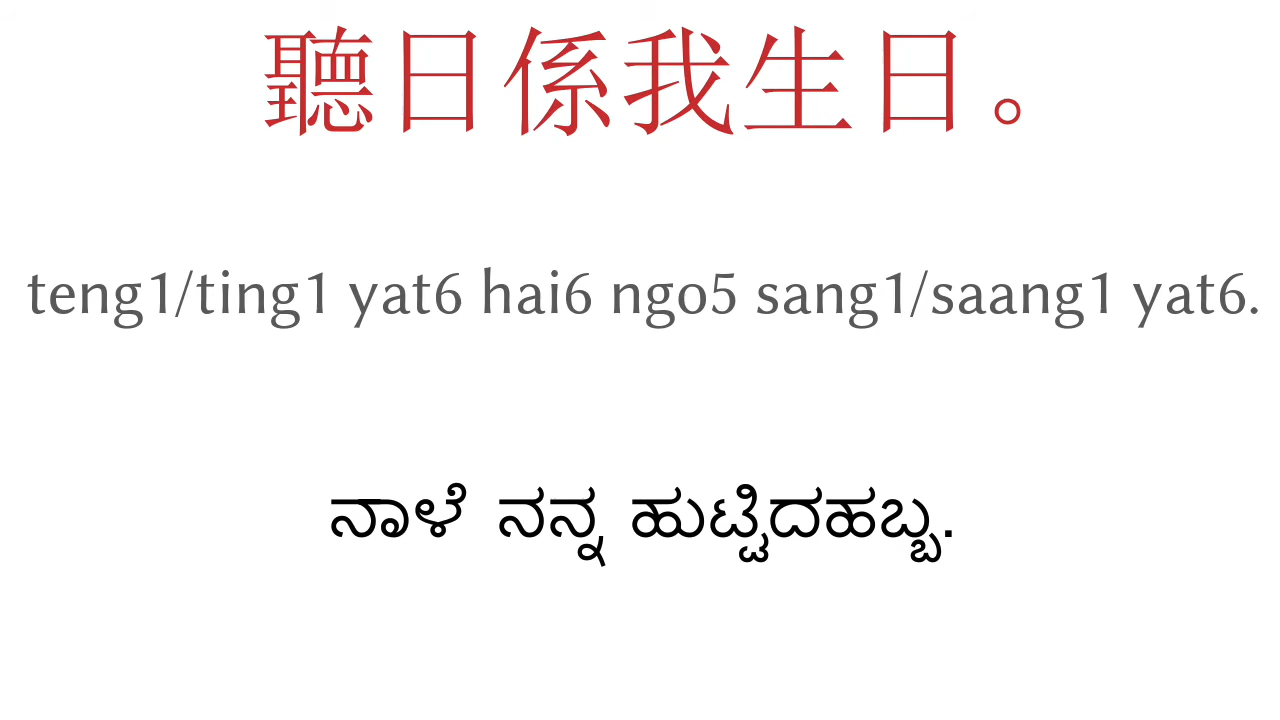 聽日係我生日。
teng1/ting1 yat6 hai6 ngo5 sang1/saang1 yat6.
ನಾಳೆ ನನ್ನ ಹುಟ್ಟಿದಹಬ್ಬ.